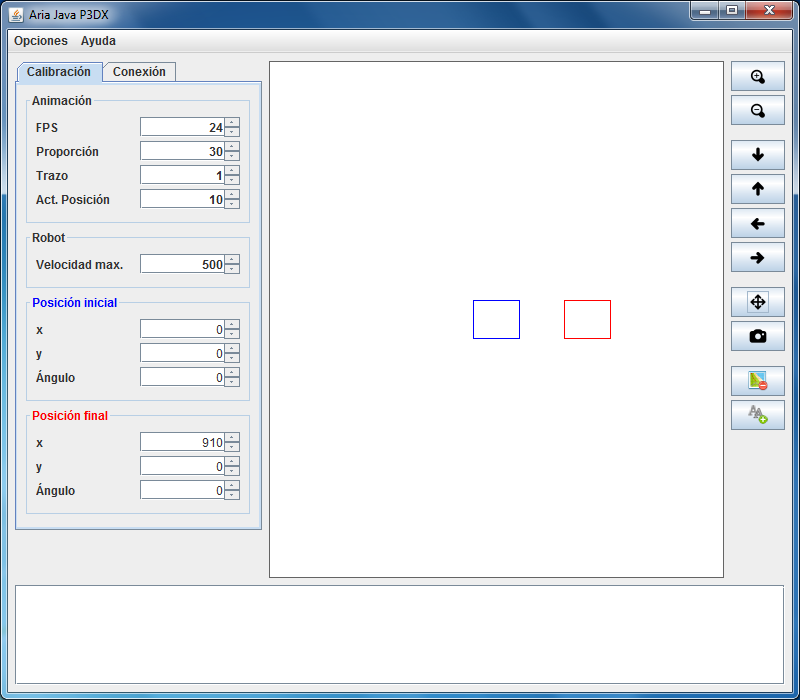 Aria Java P3DX
Opciones Ayuda
Calibración Conexión
Animación
FPS 24
Proporción 30
Trazo 1
Act. Posición 10
Robot
Velocidad max. 500
Posición inicial
x 0
y 0
Ángulo 0
Posición final
x 910
y 0
Ángulo 0